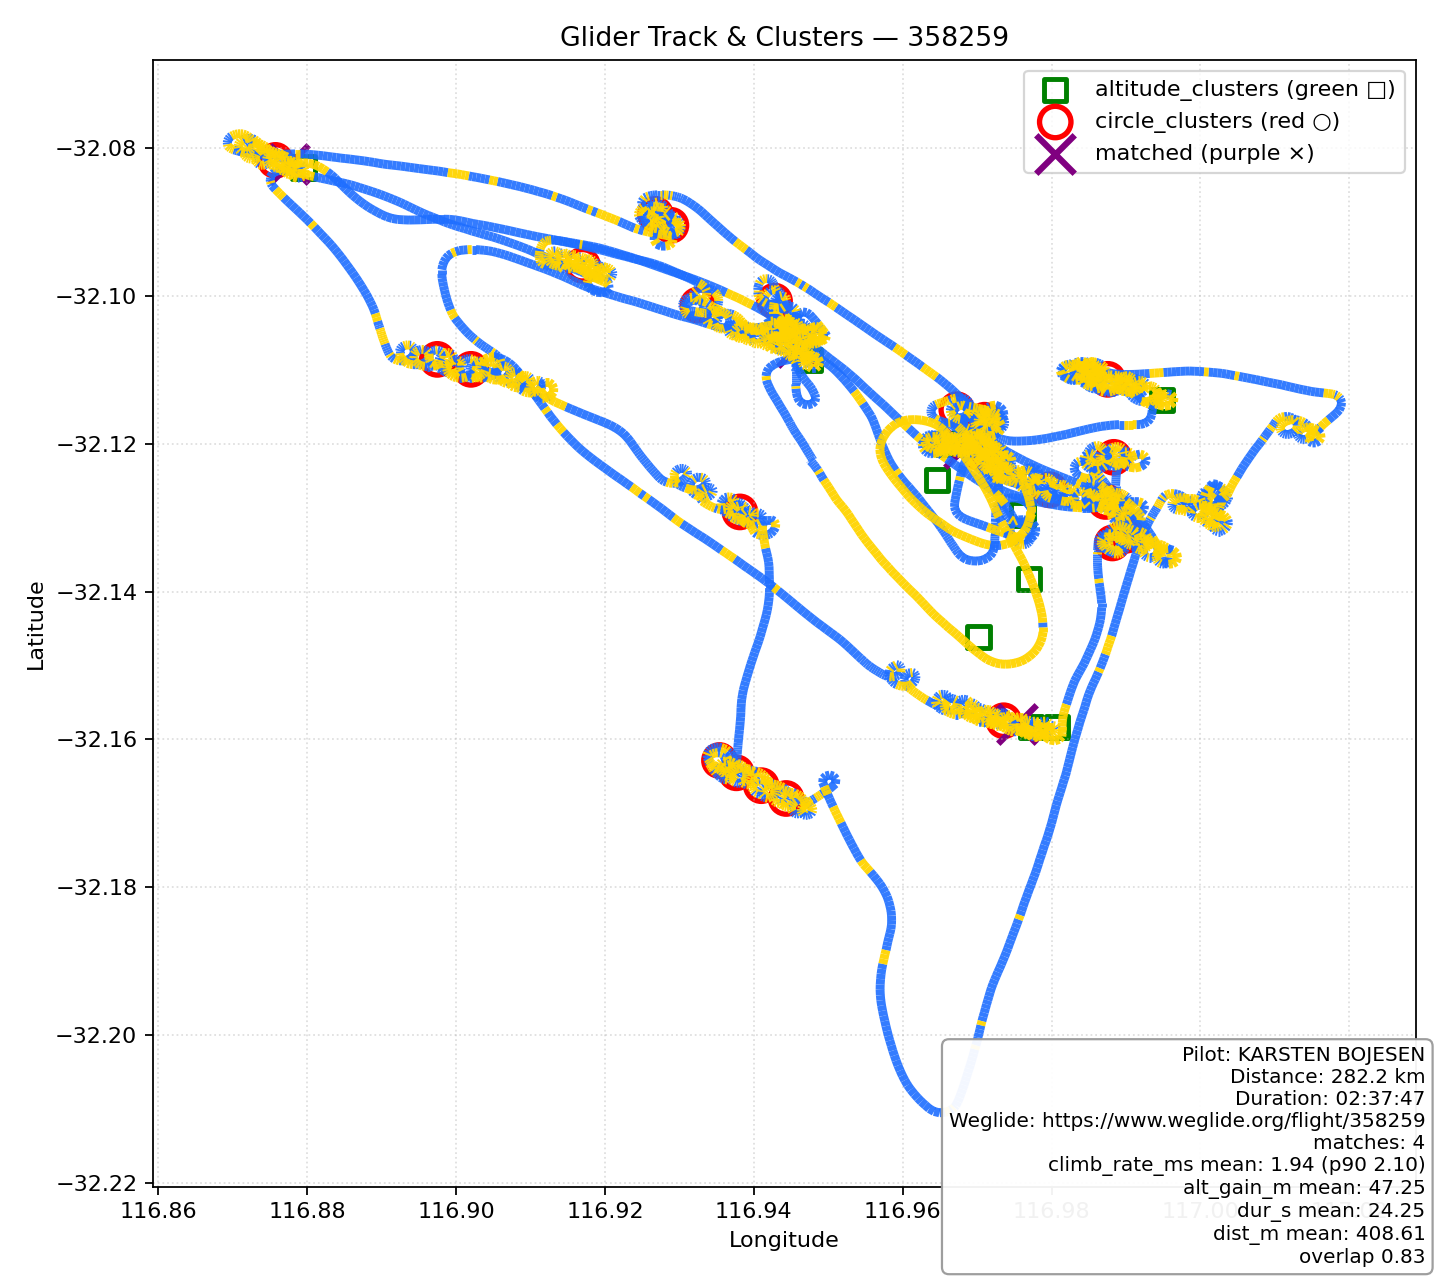 Glider Track & Clusters — 358259
altitude_clusters (green □)
circle_clusters (red ○)
matched (purple ×)
Latitude
−32.08
−32.10
−32.12
−32.14
−32.16
−32.18
−32.20
−32.22
116.86
116.88
116.90
116.92
116.94
116.96
116.98
117.00
Longitude
Pilot: KARSTEN BOJESEN
Distance: 282.2 km
Duration: 02:37:47
Weglide: https://www.weglide.org/flight/358259
matches: 4
climb_rate_ms mean: 1.94 (p90 2.10)
alt_gain_m mean: 47.25
dur_s mean: 24.25
dist_m mean: 408.61
overlap 0.83